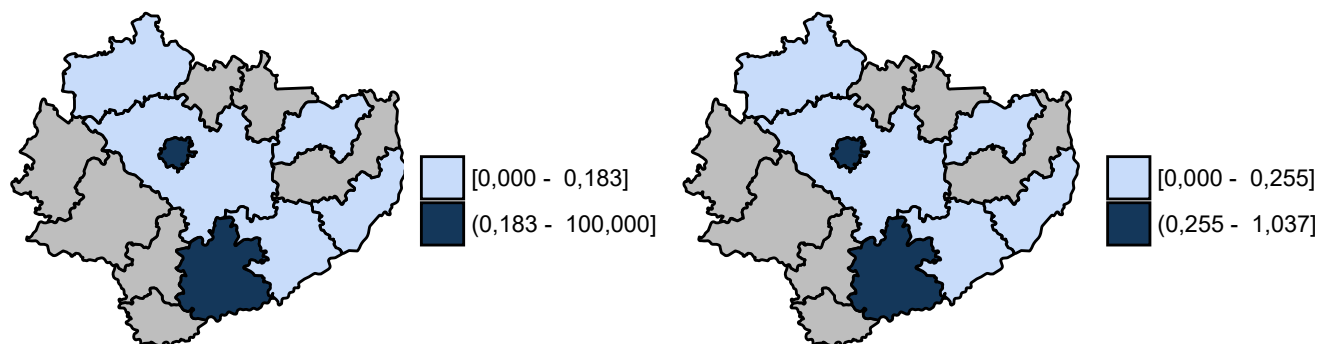 [0,000 -  0,183]
(0,183 -  100,000]
[0,000 -  0,255]
(0,255 -  1,037]